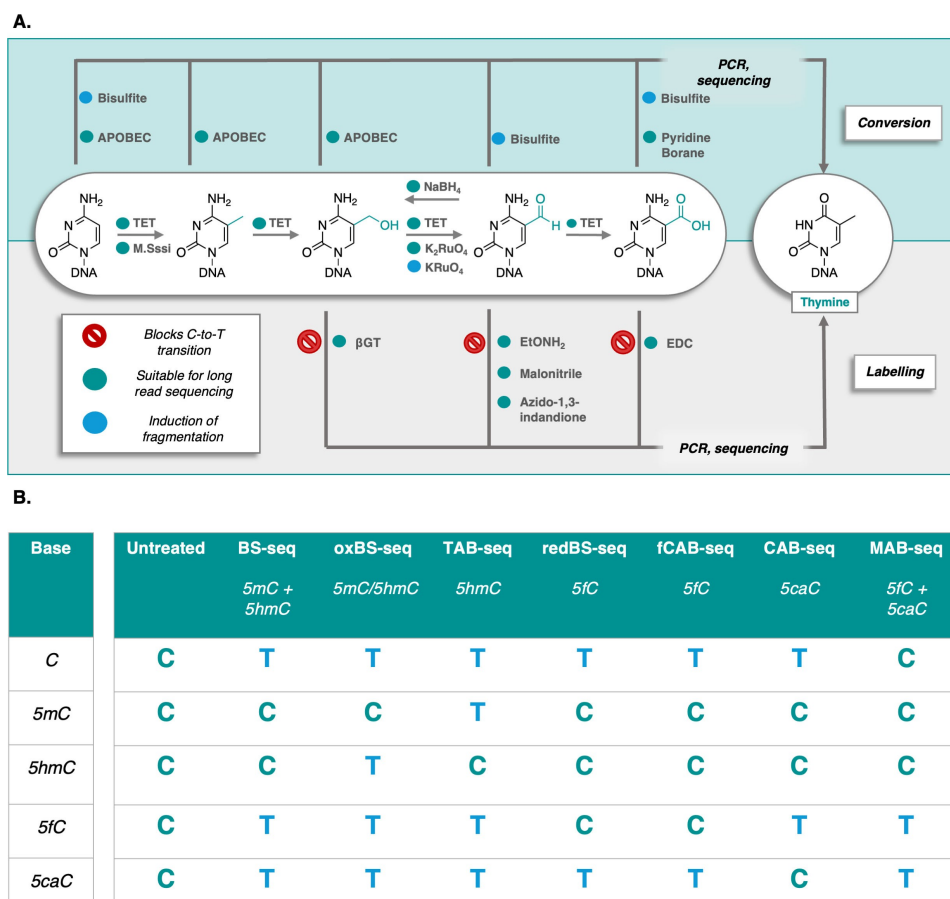 A.
PCR,
sequencing
Bisulfite
APOBEC
APOBEC
APOBEC
Bisulfite
Bisulfite
Pyridine
Borane
Conversion
NH₂
N
O
N
DNA
TET
M.Sssi
NH₂
N
O
N
DNA
TET
NH₂
N
OH
O
N
DNA
NaBH₄
TET
K₂RuO₄
KRuO₄
NH₂
O
N
H
O
N
DNA
TET
NH₂
O
N
OH
O
N
DNA
O
HN
O
N
DNA
Thymine
Blocks C-to-T
transition
Suitable for long
read sequencing
Induction of
fragmentation
βGT
EtONH₂
Malonitrile
Azido-1,3-
indandione
EDC
Labelling
PCR, sequencing
B.
Base Untreated BS-seq oxBS-seq TAB-seq redBS-seq fCAB-seq CAB-seq MAB-seq
5mC + 5mC/5hmC 5hmC 5fC 5fC 5caC 5fC +
5hmC 5caC
C C T T T T T T C
5mC C C C T C C C C
5hmC C C T C C C C C
5fC C T T T C C T T
5caC C T T T T T C T